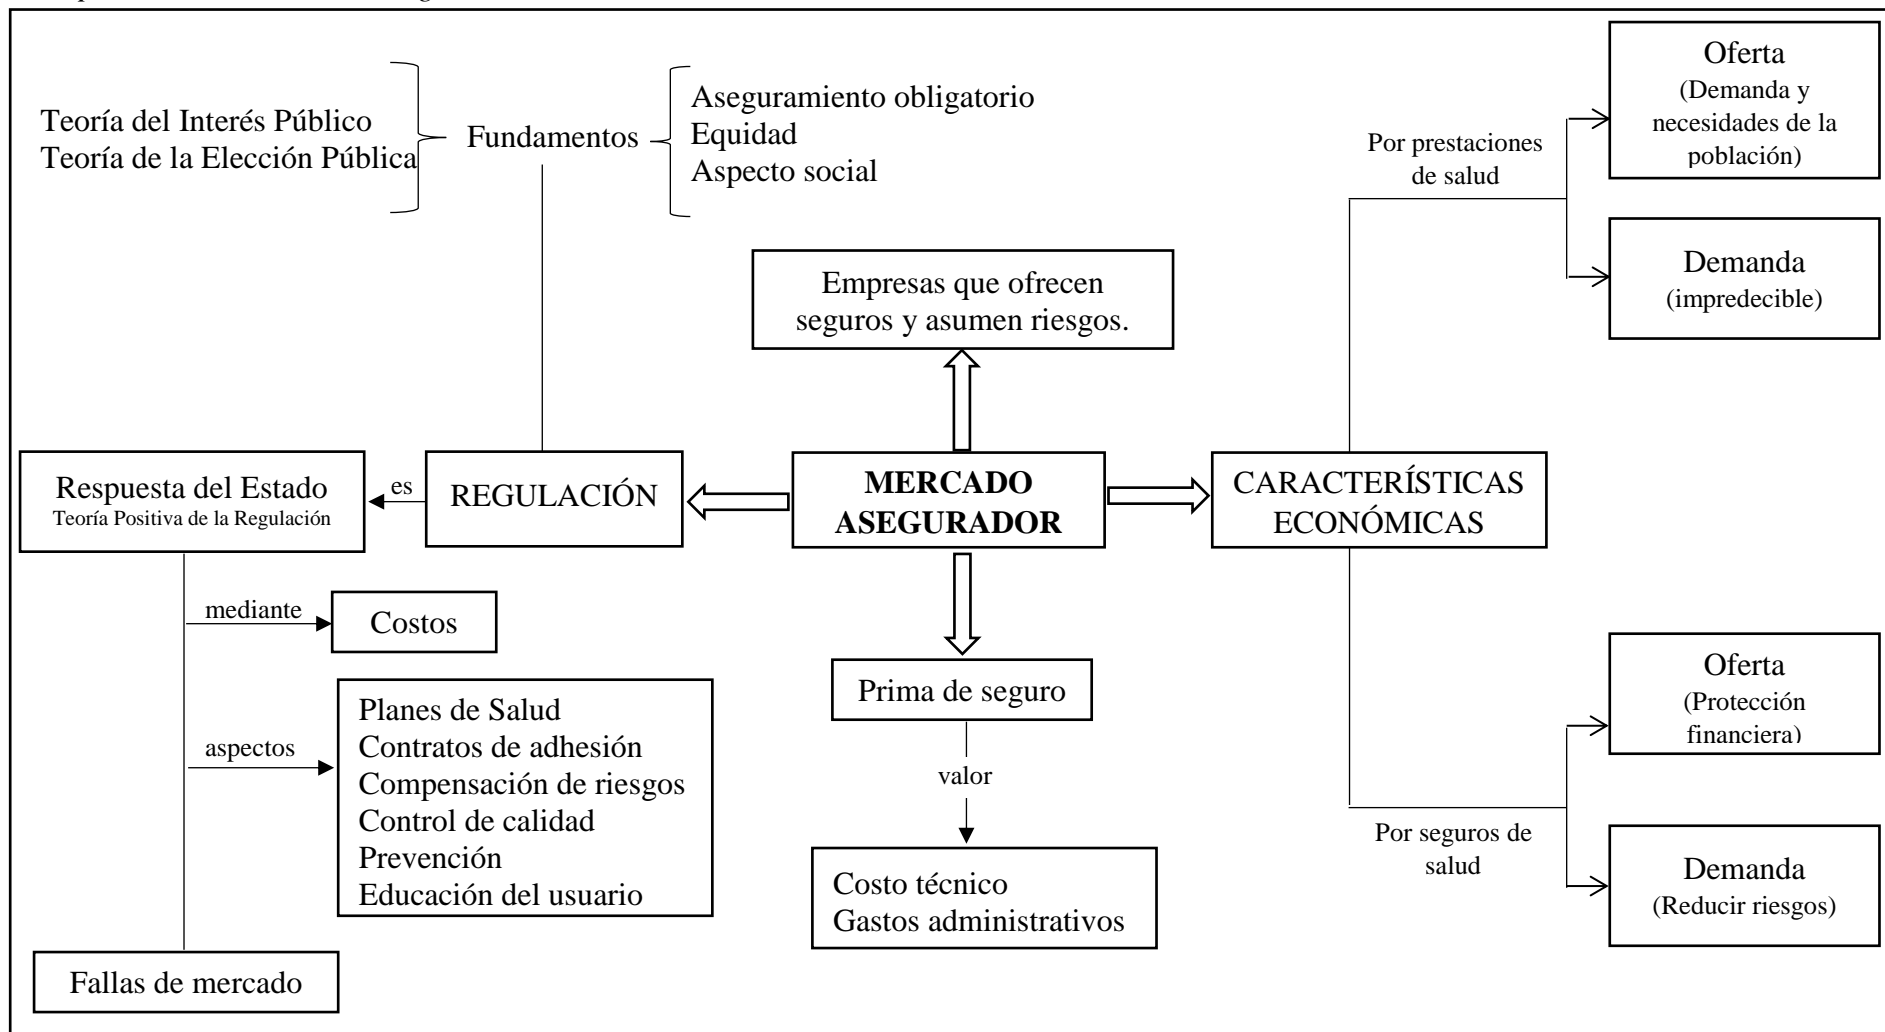 Teoría del Interés Público
Teoría de la Elección Pública
Fundamentos
Aseguramiento obligatorio
Equidad
Aspecto social
Por prestaciones
de salud
Oferta
(Demanda y
necesidades de la
población)
Demanda
(impredecible)
Empresas que ofrecen
seguros y asumen riesgos.
Respuesta del Estado
Teoría Positiva de la Regulación
es
REGULACIÓN
MERCADO
ASEGURADOR
CARACTERÍSTICAS
ECONÓMICAS
mediante
Costos
aspectos
Planes de Salud
Contratos de adhesión
Compensación de riesgos
Control de calidad
Prevención
Educación del usuario
Fallas de mercado
Prima de seguro
valor
Costo técnico
Gastos administrativos
Por seguros de
salud
Oferta
(Protección
financiera)
Demanda
(Reducir riesgos)